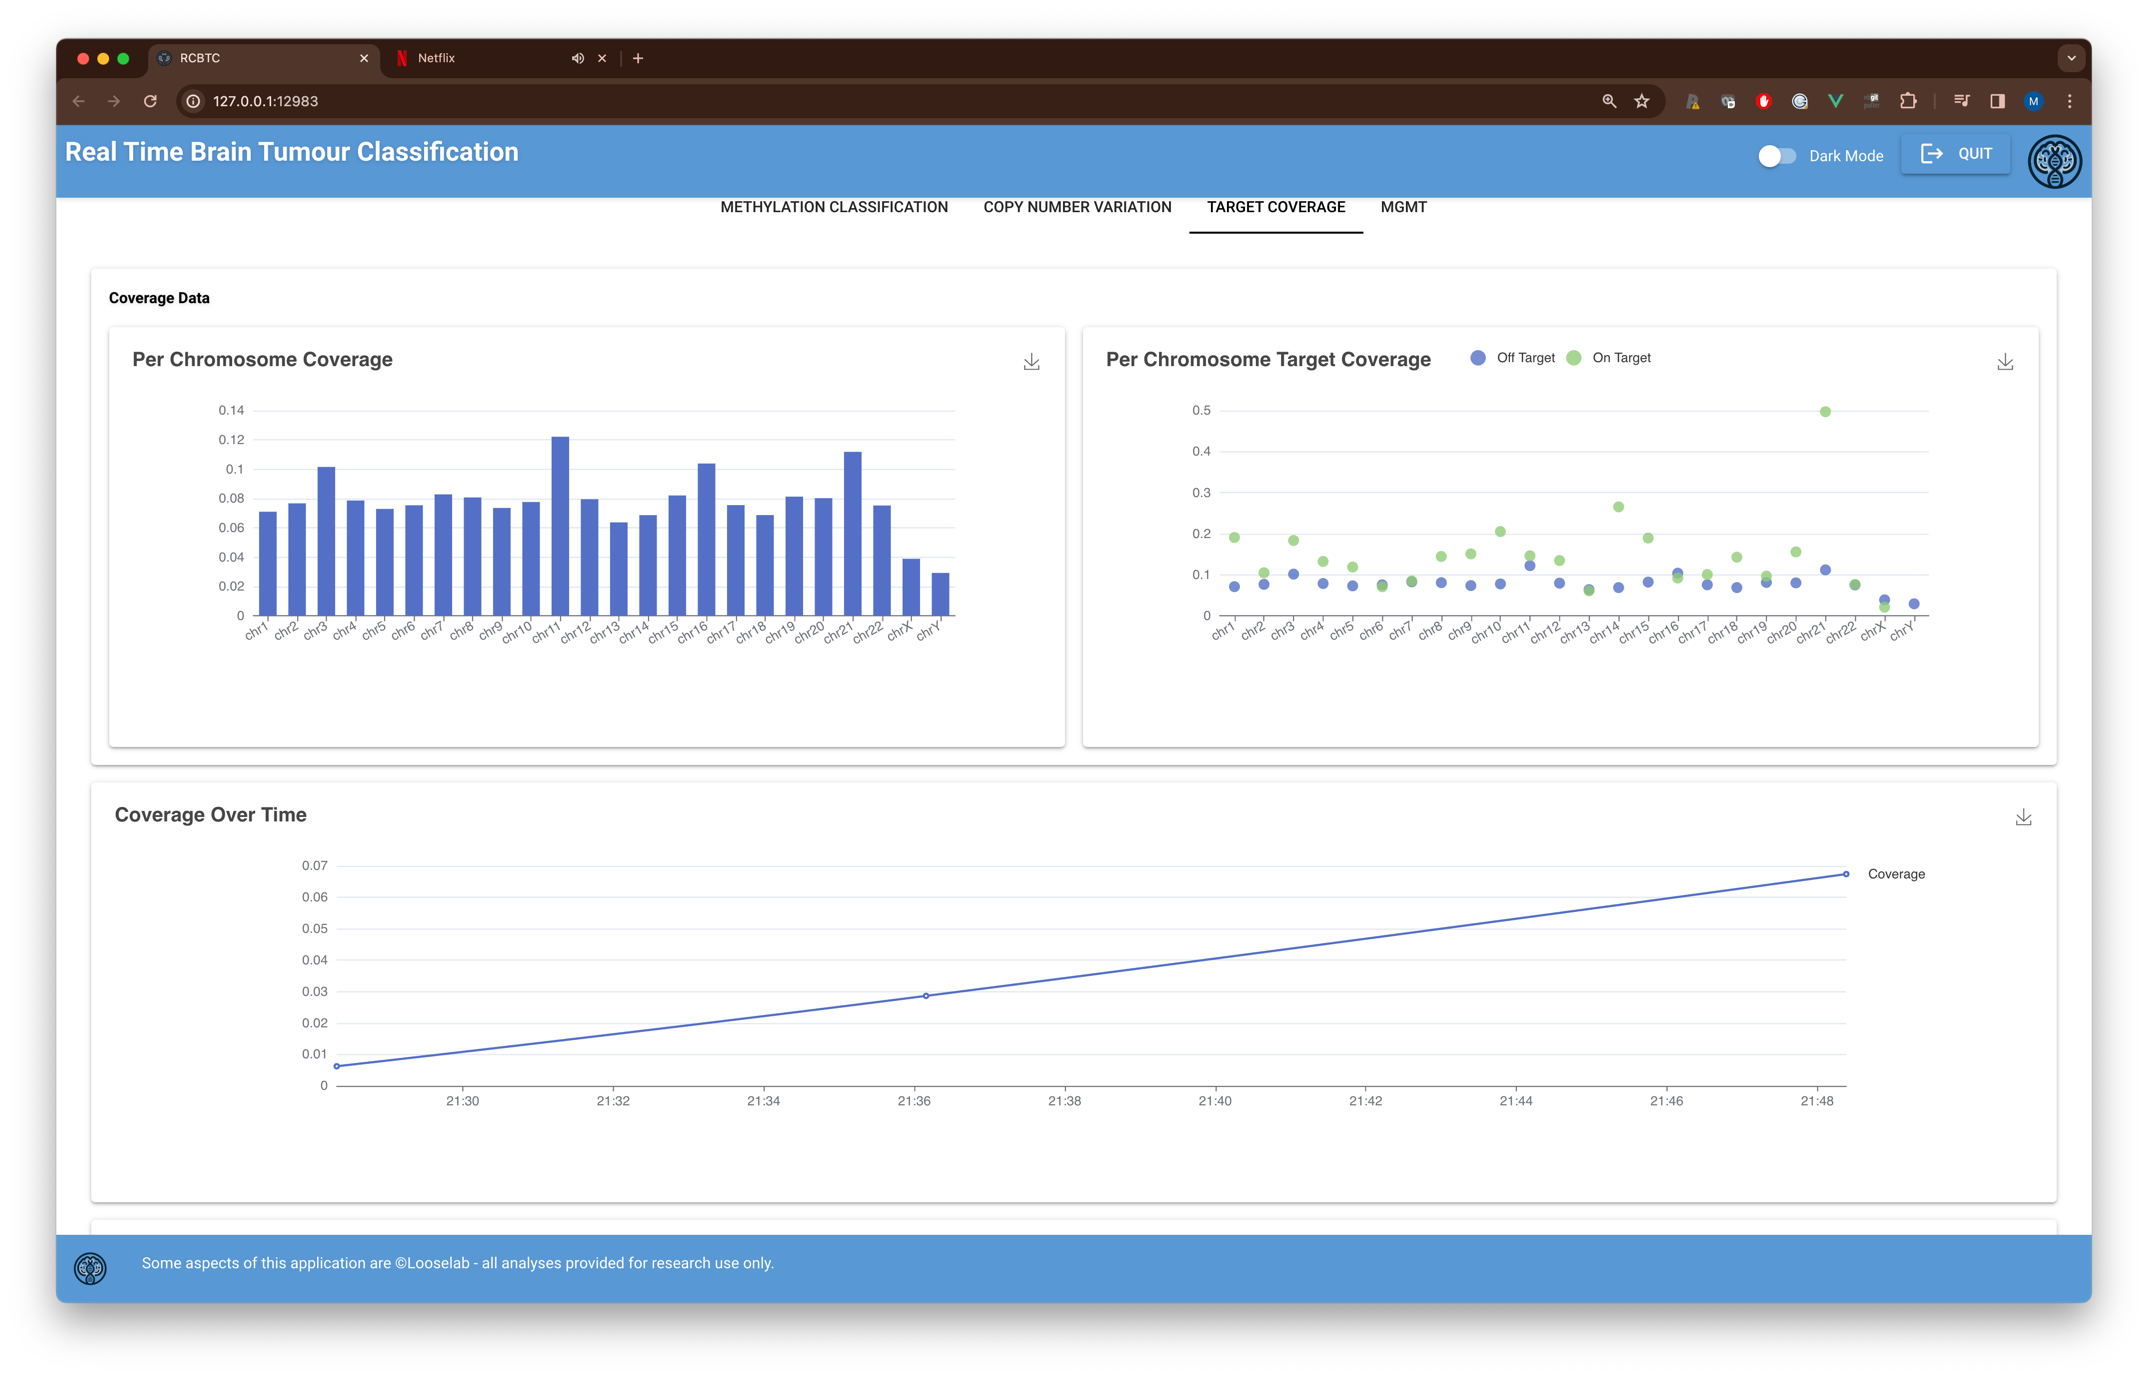 RCBTC
Netflix
127.0.0.1:12983
M
Real Time Brain Tumour Classification
Dark Mode
QUIT
METHYLATION CLASSIFICATION
COPY NUMBER VARIATION
TARGET COVERAGE
MGMT
Coverage Data
Per Chromosome Coverage
0.14
0.12
0.1
0.08
0.06
0.04
0.02
0
chr1 chr2 chr3 chr4 chr5 chr6 chr7 chr8 chr9 chr10 chr11 chr12 chr13 chr14 chr15 chr16 chr17 chr18 chr19 chr20 chr21 chr22 chrX chrY
Per Chromosome Target Coverage
Off Target
On Target
0.5
0.4
0.3
0.2
0.1
0
chr1 chr2 chr3 chr4 chr5 chr6 chr7 chr8 chr9 chr10 chr11 chr12 chr13 chr14 chr15 chr16 chr17 chr18 chr19 chr20 chr21 chr22 chrX chrY
Coverage Over Time
0.07
0.06
0.05
0.04
0.03
0.02
0.01
0
Coverage
21:30 21:32 21:34 21:36 21:38 21:40 21:42 21:44 21:46 21:48
Some aspects of this application are ©Looselab - all analyses provided for research use only.